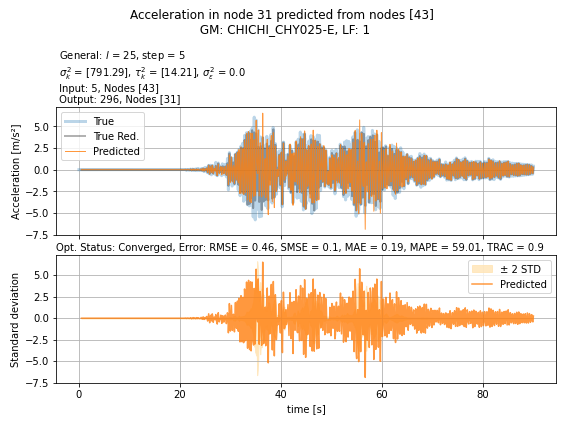 Acceleration in node 31 predicted from nodes [43]
GM: CHICHI_CHY025-E, LF: 1
General: l = 25, step = 5
σ²ₖ = [791.29], τ²ₖ = [14.21], σ²ε = 0.0
Input: 5, Nodes [43]
Output: 296, Nodes [31]
Acceleration [m/s²]
5.0
2.5
0.0
−2.5
−5.0
−7.5
True
True Red.
Predicted
Opt. Status: Converged, Error: RMSE = 0.46, SMSE = 0.1, MAE = 0.19, MAPE = 59.01, TRAC = 0.9
Standard deviation
5.0
2.5
0.0
−2.5
−5.0
−7.5
± 2 STD
Predicted
0 20 40 60 80
time [s]